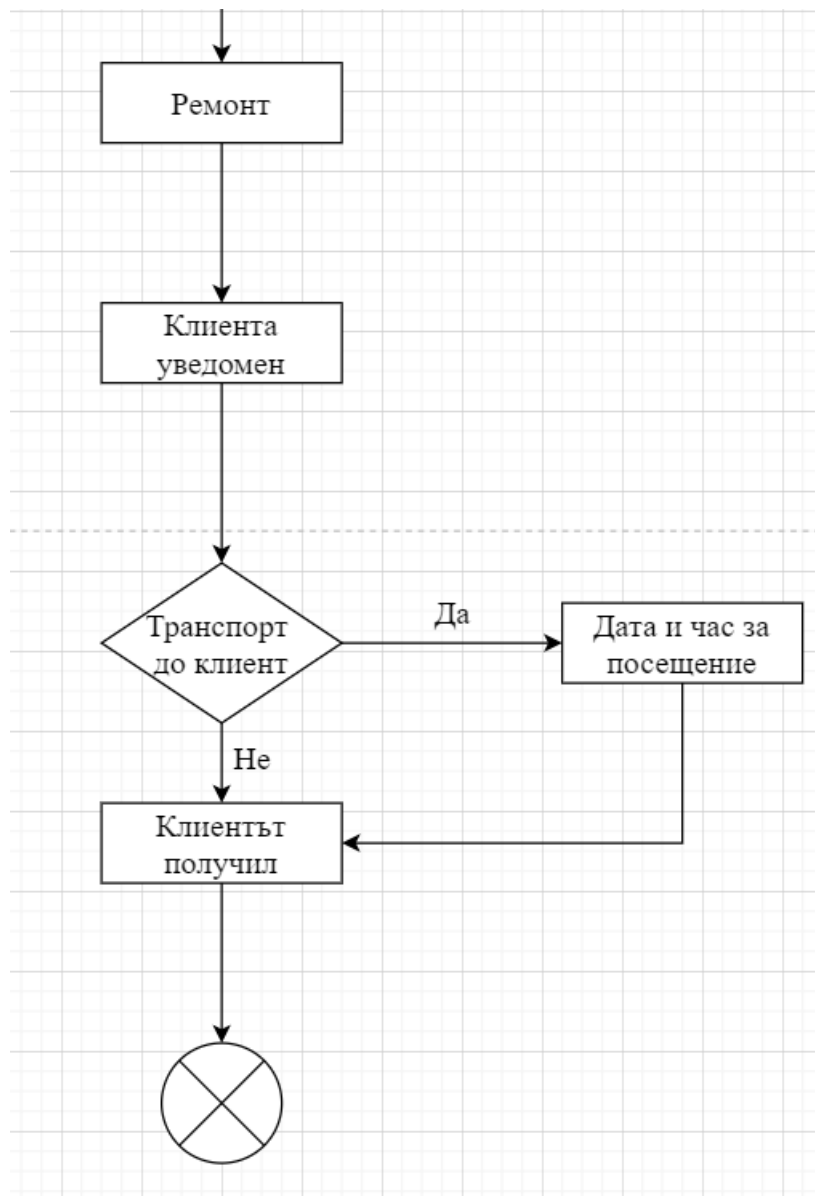 Ремонт
Клиента
уведомен
Транспорт
до клиент
Да
Дата и час за
посещение
Не
Клиентът
получил